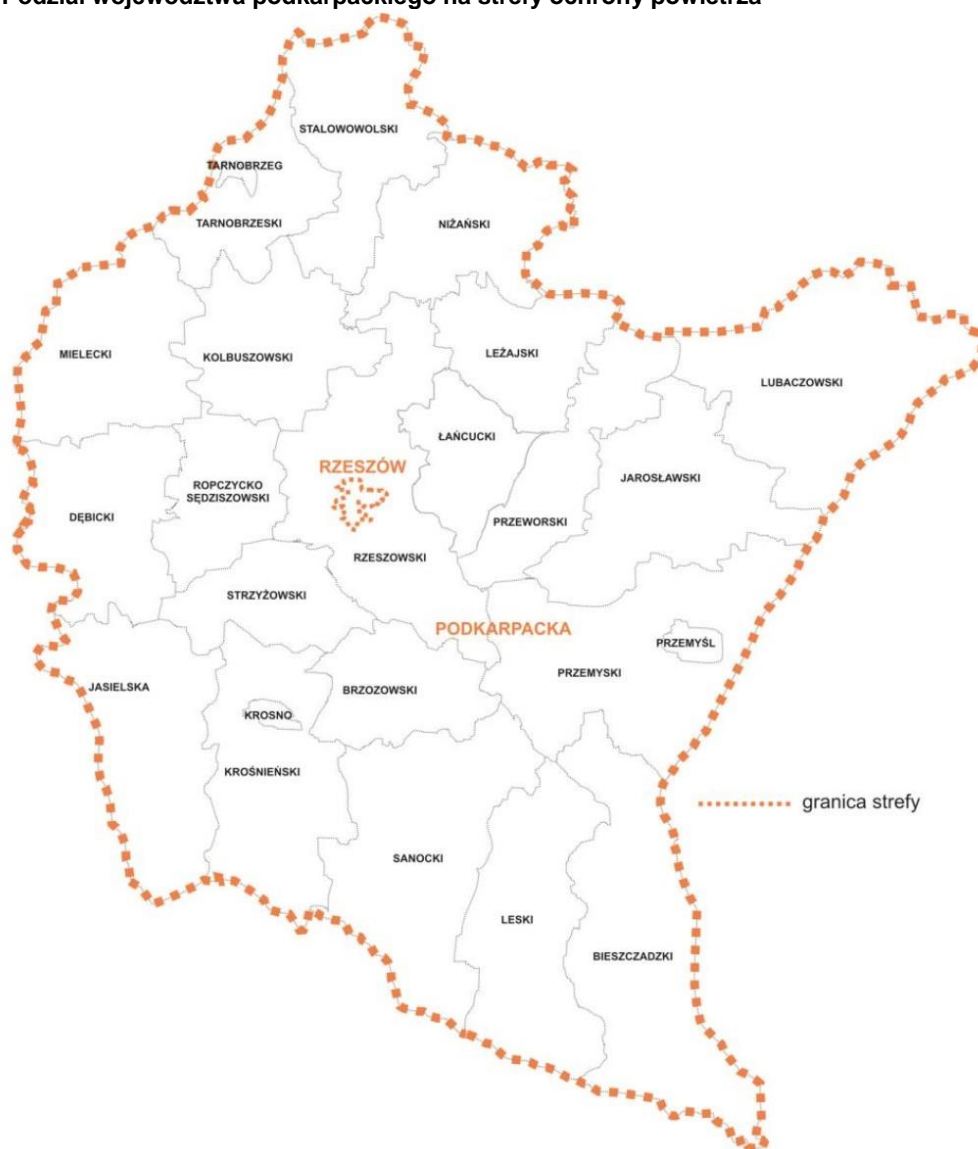 Podział województwa podkarpackiego na strefy ochrony powietrza
STALOWOWOLSKI
TARNOBRZEG
TARNOBRZESKI
NIŻAŃSKI
MIELECKI
KOLBUSZOWSKI
LEŻAJSKI
LUBACZOWSKI
ŁAŃCUCKI
RZESZÓW
ROPCZYCKO
SĘDZISZOWSKI
JAROSŁAWSKI
DĘBICKI
PRZEWORSKI
RZESZOWSKI
STRZYŻOWSKI
PODKARPACKA
PRZEMYŚL
PRZEMYSKI
JASIELSKA
BRZOZOWSKI
KROSNO
KROŚNIEŃSKI
granica strefy
SANOCKI
LESKI
BIESZCZADZKI